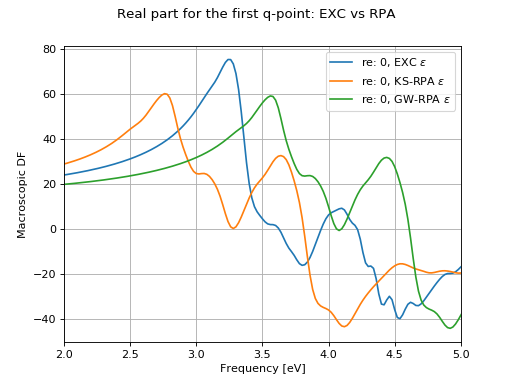 Real part for the first q-point: EXC vs RPA
80
60
40
20
0
−20
−40
Macroscopic DF
re: 0, EXC ε
re: 0, KS-RPA ε
re: 0, GW-RPA ε
2.0 2.5 3.0 3.5 4.0 4.5 5.0
Frequency [eV]